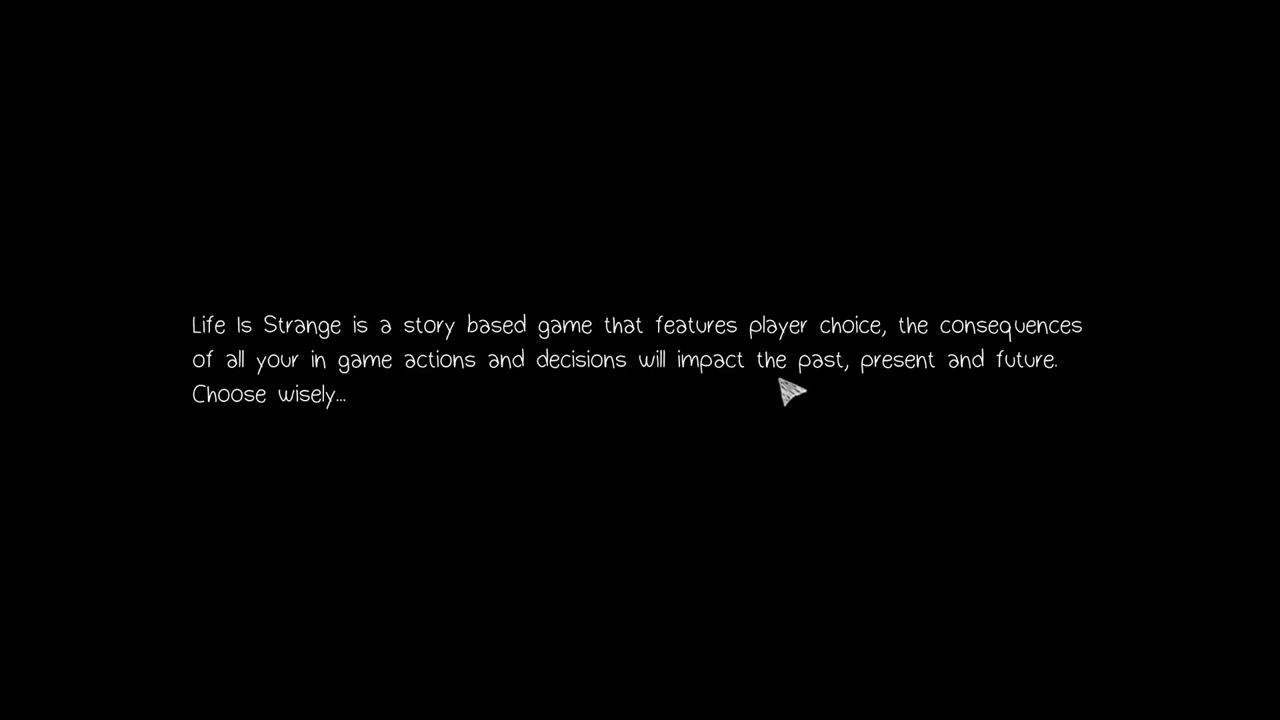 Life Is Strange is a story based game that features player choice, the consequences
of all your in game actions and decisions will impact the past, present and future.
Choose wisely...